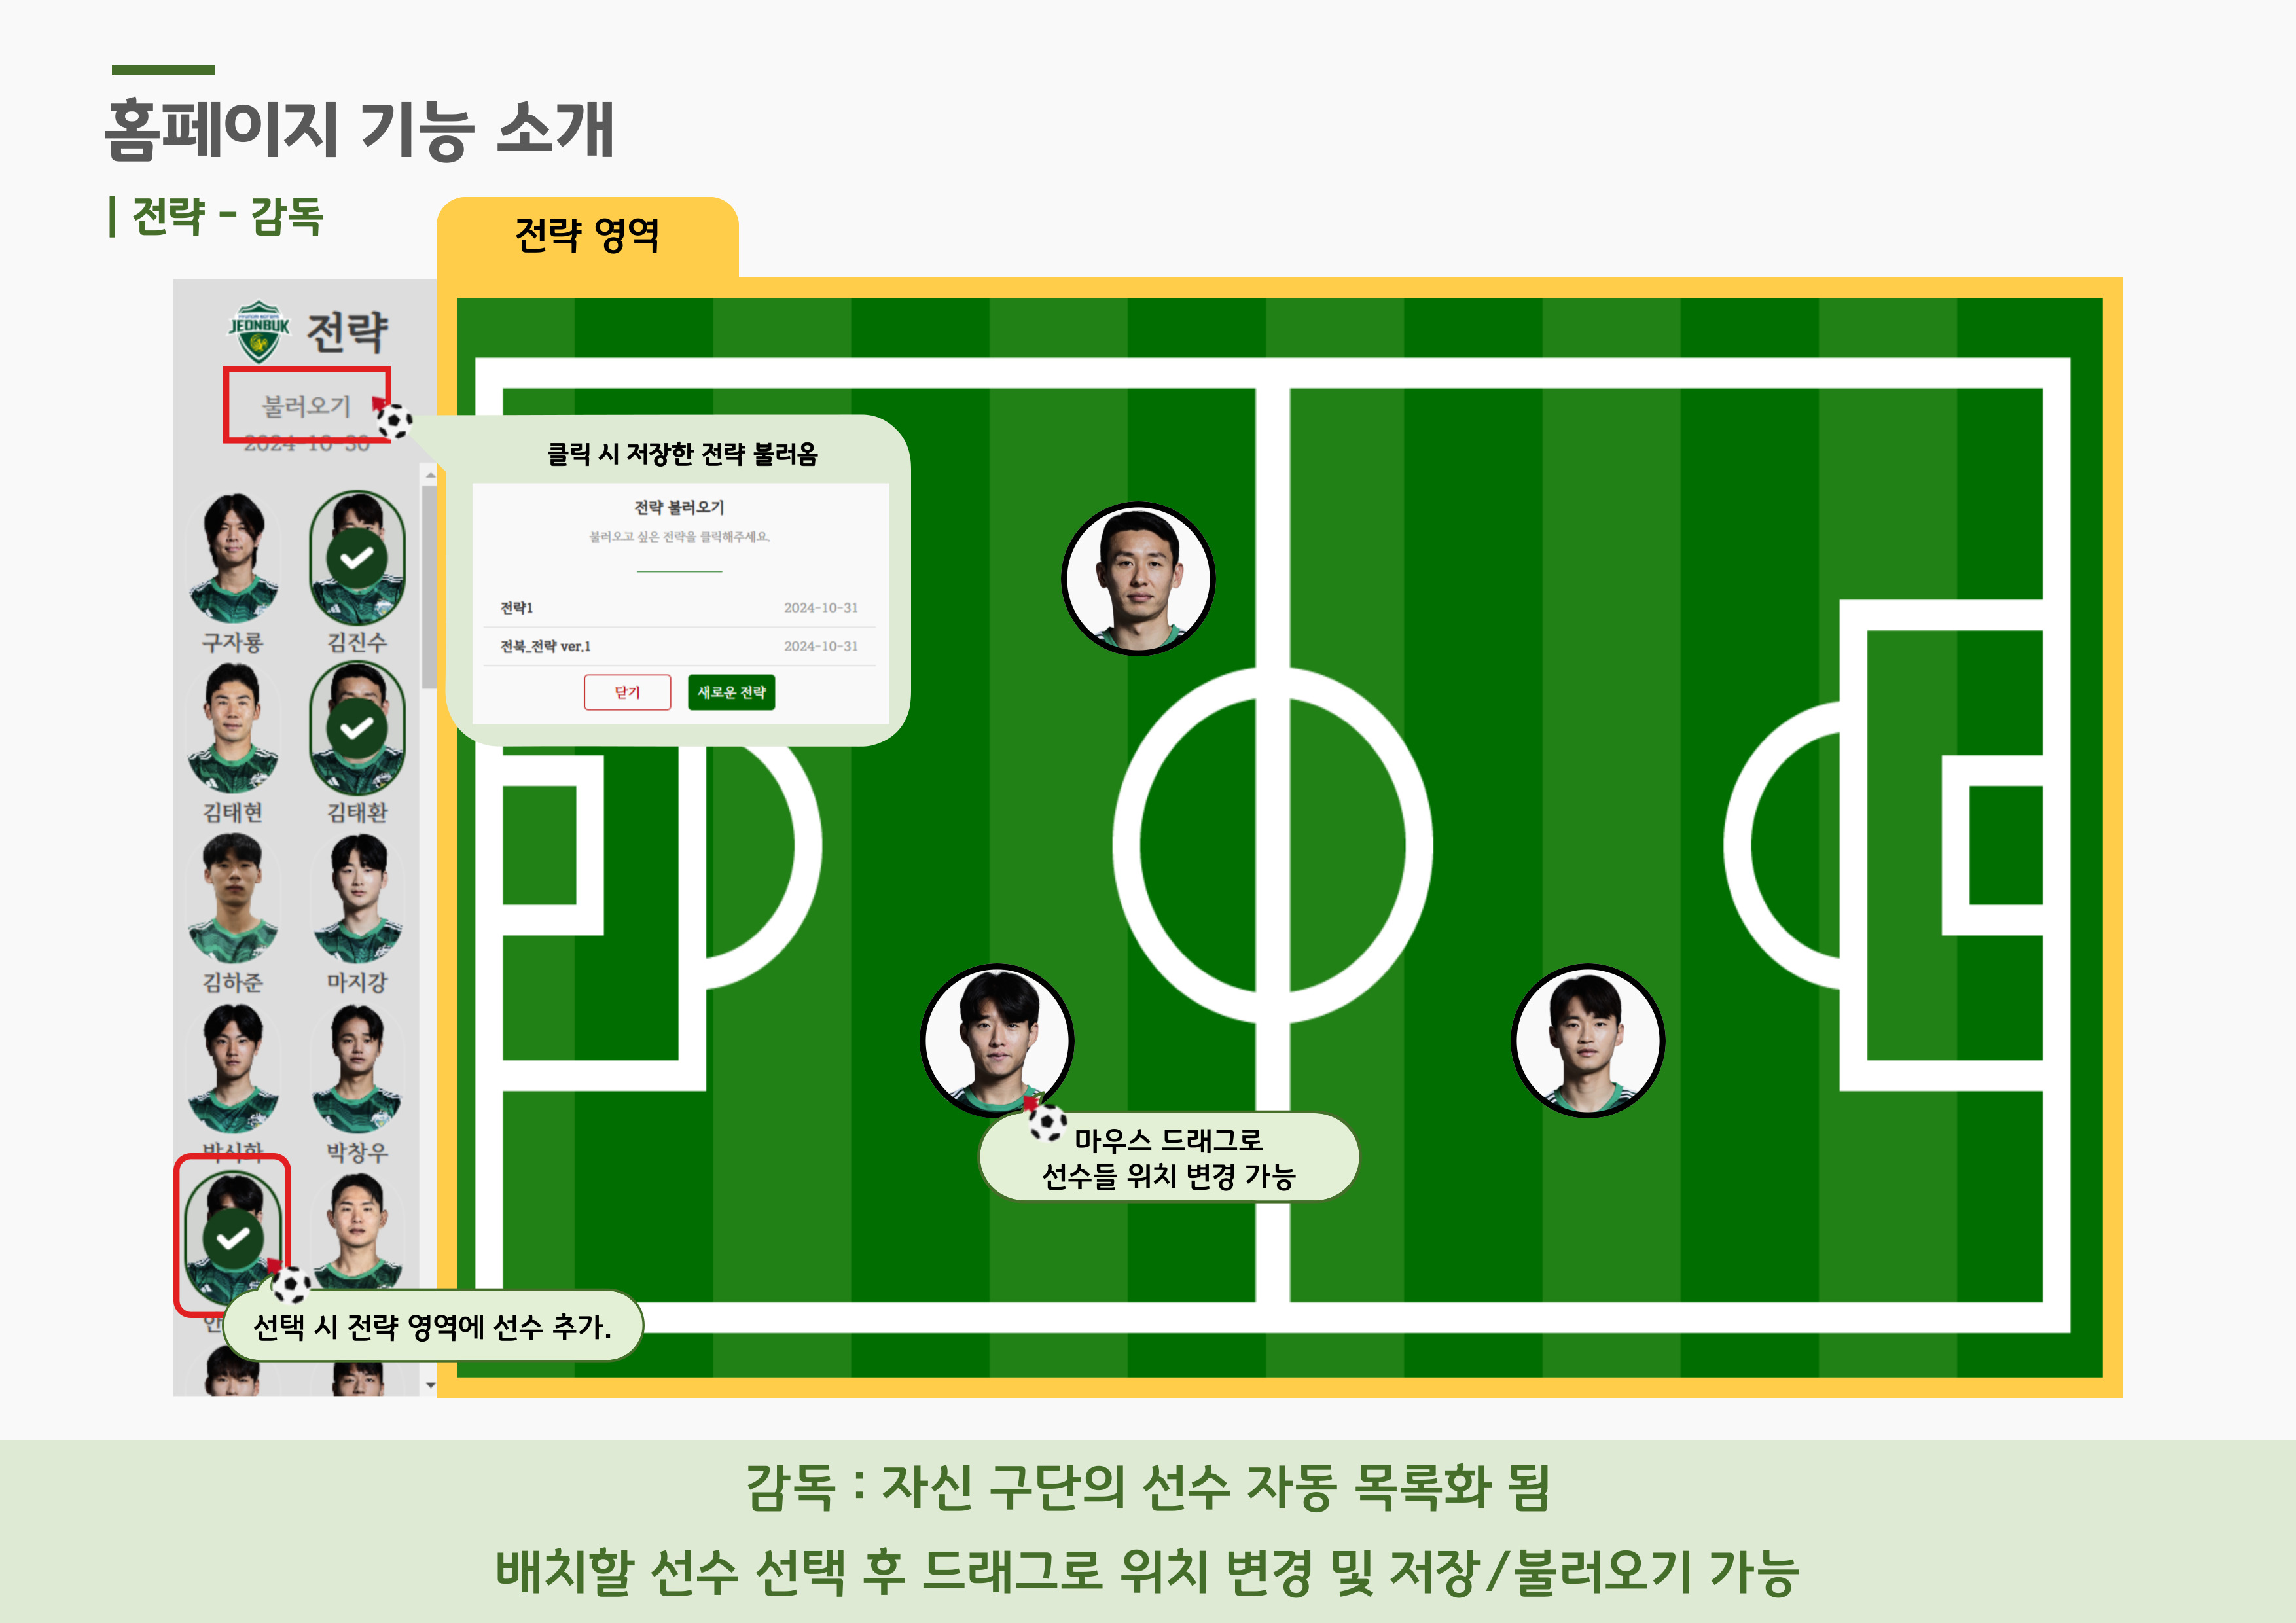 홈페이지 기능 소개
| 전략 - 감독
전략 영역
JEONBUK
전략
불러오기
2024-10-30
클릭 시 저장한 전략 불러옴
전략 불러오기
불러오고 싶은 전략을 클릭해주세요.
전략1 2024-10-31
전북_전략 ver.1 2024-10-31
닫기 새로운 전략
구자룡 김진수
김태현 김태환
김하준 마지강
박창우
마우스 드래그로
선수들 위치 변경 가능
선택 시 전략 영역에 선수 추가.
감독 : 자신 구단의 선수 자동 목록화 됨
배치할 선수 선택 후 드래그로 위치 변경 및 저장/불러오기 가능